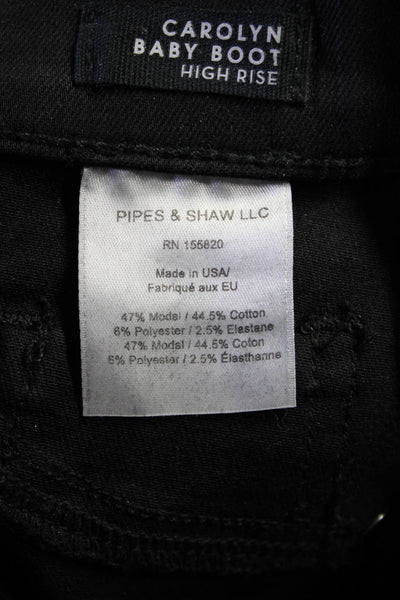 CAROLYN
BABY BOOT
HIGH RISE
PIPES & SHAW LLC
RN 155820
Made in USA/
Fabriqué aux EU
47% Modal / 44.5% Cotton
6% Polyester / 2.5% Elastane
47% Modal / 44.5% Coton
6% Polyester / 2.5% Élasthanne